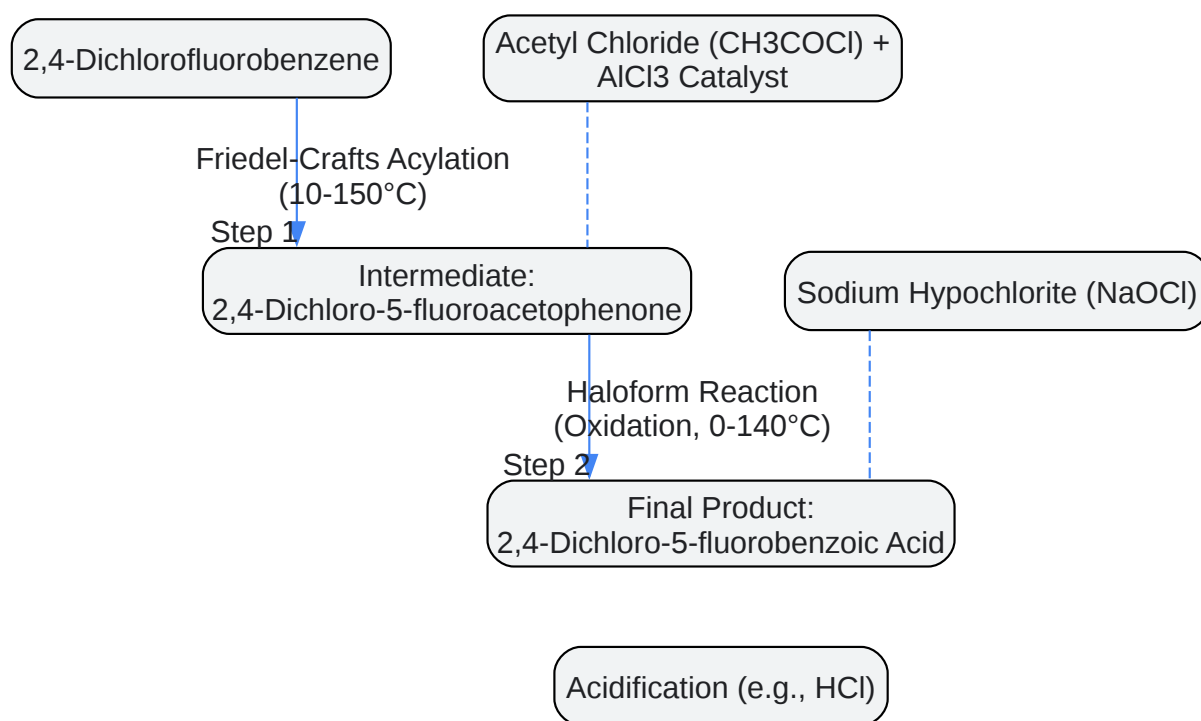 2,4-Dichlorofluorobenzene
Acetyl Chloride (CH3COCl) +
AlCl3 Catalyst
Friedel-Crafts Acylation
(10-150°C)
Step 1
Intermediate:
2,4-Dichloro-5-fluoroacetophenone
Sodium Hypochlorite (NaOCl)
Haloform Reaction
(Oxidation, 0-140°C)
Step 2
Final Product:
2,4-Dichloro-5-fluorobenzoic Acid
Acidification (e.g., HCl)